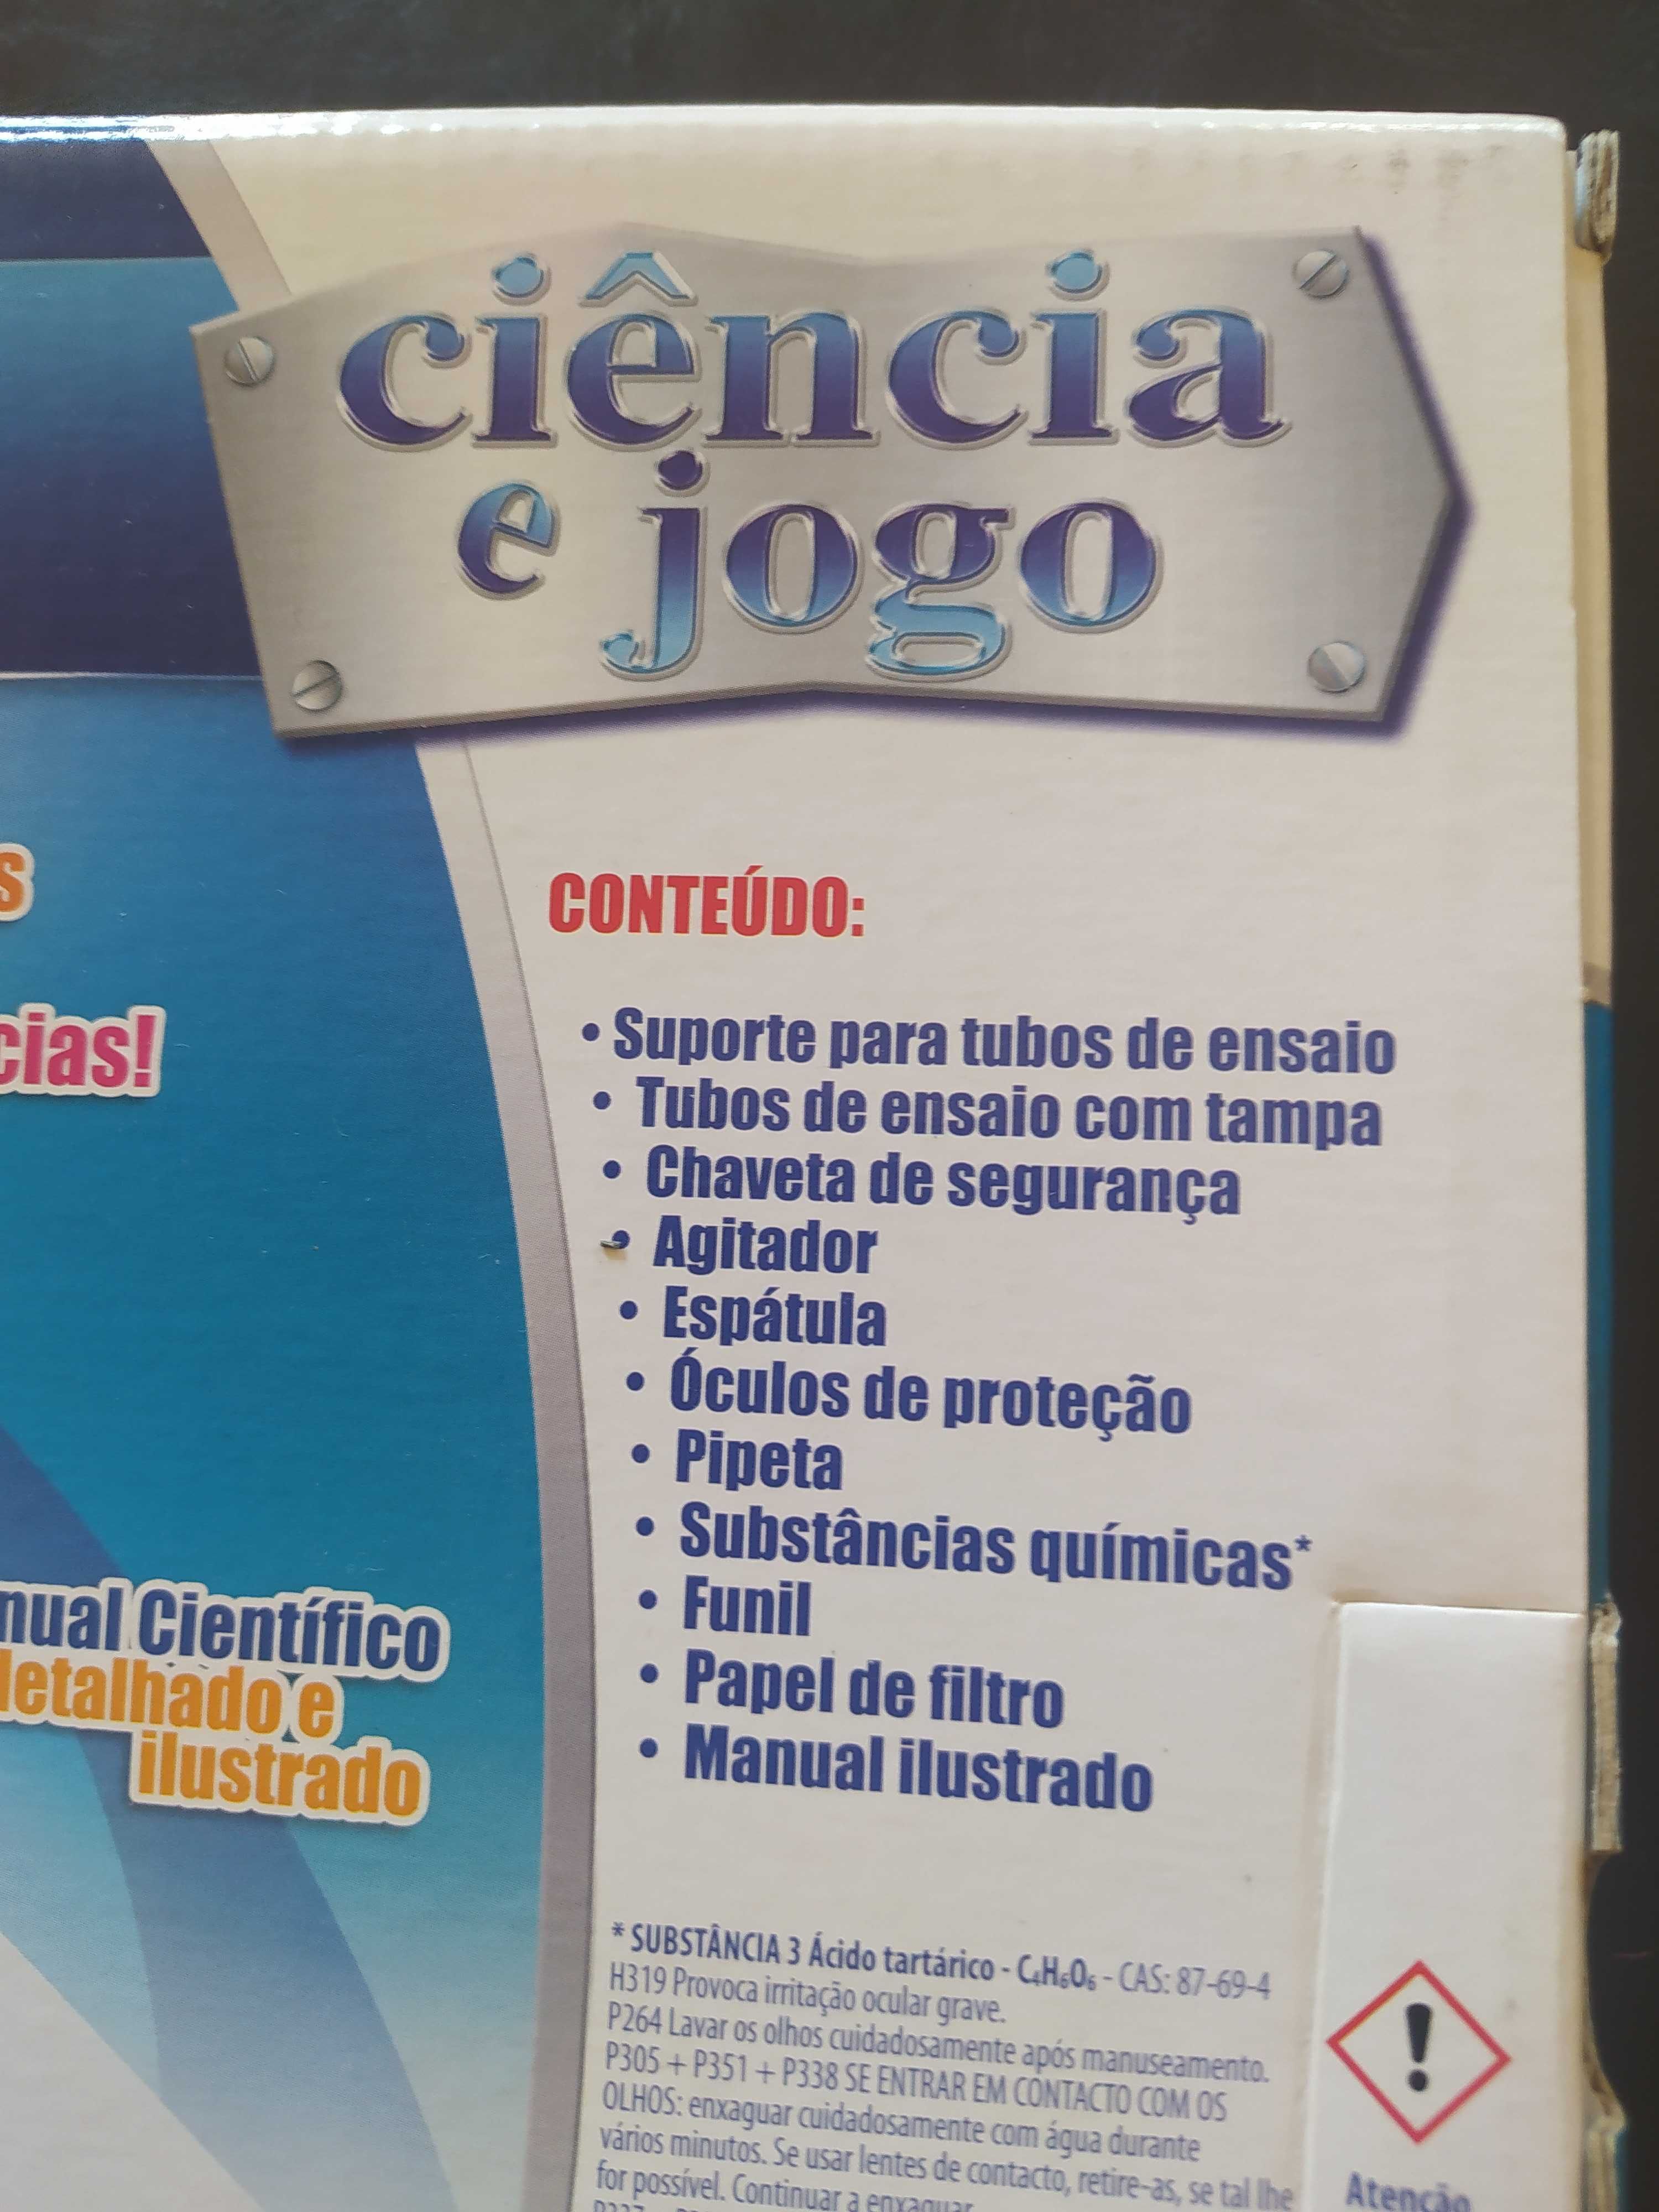 ciência
e jogo
s
cias!
nual Científico
detalhado e
ilustrado
CONTEÚDO:
• Suporte para tubos de ensaio
• Tubos de ensaio com tampa
• Chaveta de segurança
• Agitador
• Espátula
• Óculos de proteção
• Pipeta
• Substâncias químicas*
• Funil
• Papel de filtro
• Manual ilustrado
* SUBSTÂNCIA 3 Ácido tartárico - C₄H₆O₆ - CAS: 87-69-4
H319 Provoca irritação ocular grave.
P264 Lavar os olhos cuidadosamente após manuseamento.
P305 + P351 + P338 SE ENTRAR EM CONTACTO COM OS
OLHOS: enxaguar cuidadosamente com água durante
vários minutos. Se usar lentes de contacto, retire-as, se tal lhe
for possível. Continuar a enxaguar.
Atenção